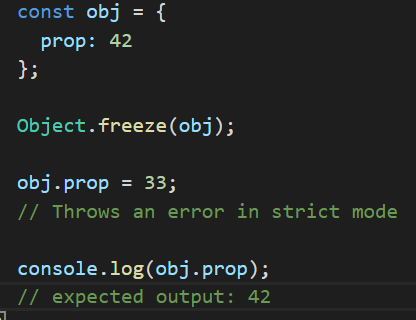 const obj = {
  prop: 42
};

Object.freeze(obj);

obj.prop = 33;
// Throws an error in strict mode

console.log(obj.prop);
// expected output: 42